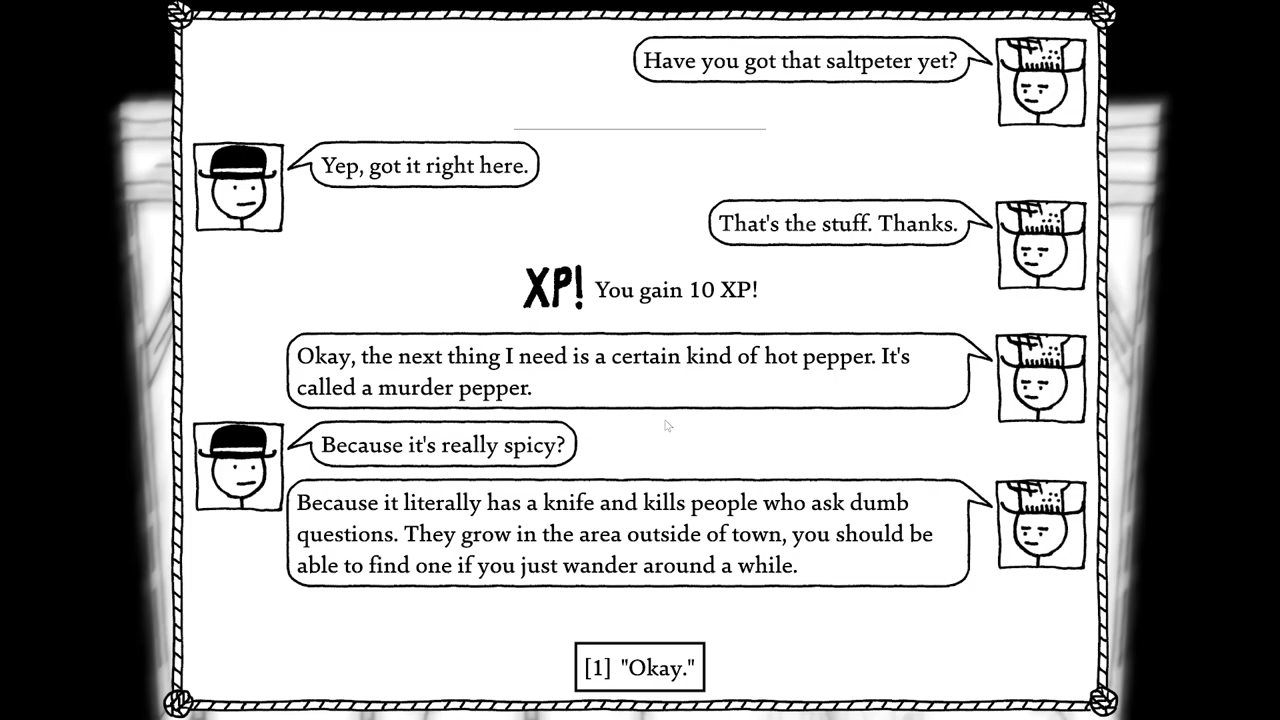 Have you got that saltpeter yet?
Yep, got it right here.
That's the stuff. Thanks.
XP! You gain 10 XP!
Okay, the next thing I need is a certain kind of hot pepper. It's
called a murder pepper.
Because it's really spicy?
Because it literally has a knife and kills people who ask dumb
questions. They grow in the area outside of town, you should be
able to find one if you just wander around a while.
[1] "Okay."